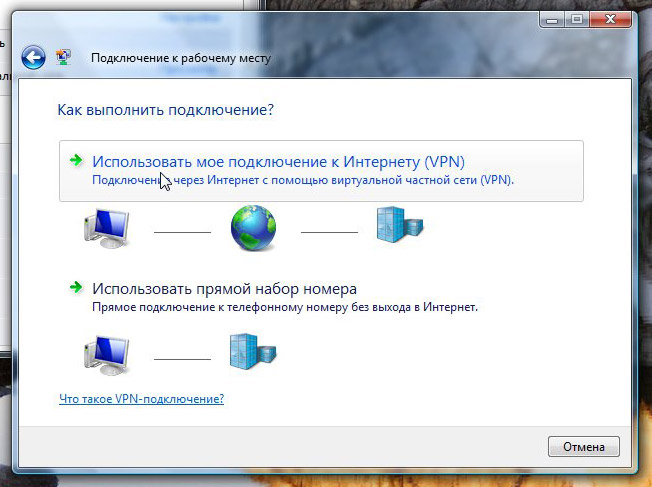 Подключение к рабочему месту
Как выполнить подключение?
Использовать мое подключение к Интернету (VPN)
Подключение через Интернет с помощью виртуальной частной сети (VPN).
Использовать прямой набор номера
Прямое подключение к телефонному номеру без выхода в Интернет.
Что такое VPN-подключение?
Отмена